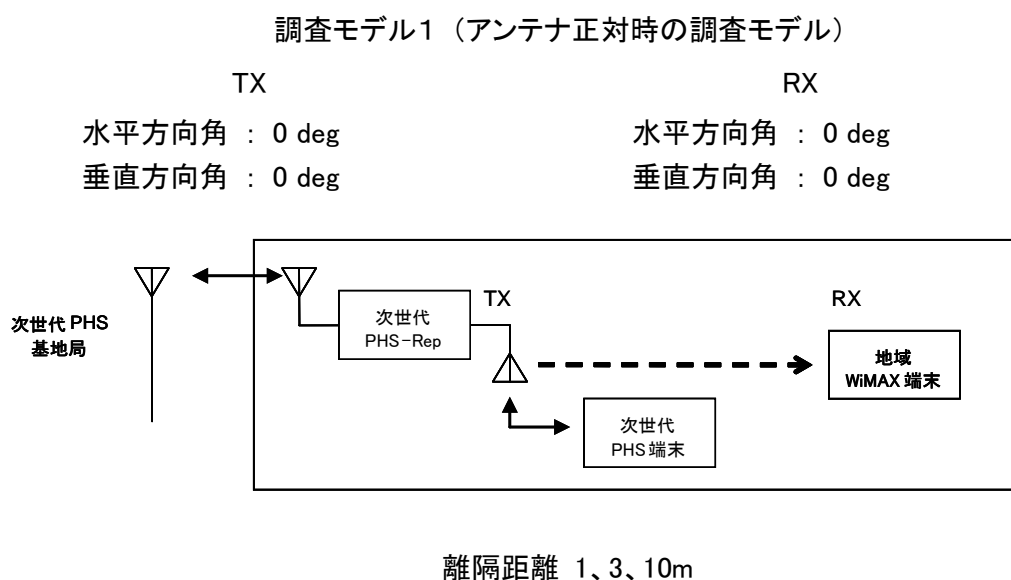 調査モデル１（アンテナ正対時の調査モデル）
TX
RX
水平方向角 ： 0 deg
水平方向角 ： 0 deg
垂直方向角 ： 0 deg
垂直方向角 ： 0 deg
次世代 PHS
基地局
次世代
PHS-Rep
TX
RX
地域
WiMAX 端末
次世代
PHS 端末
離隔距離 1、3、10m